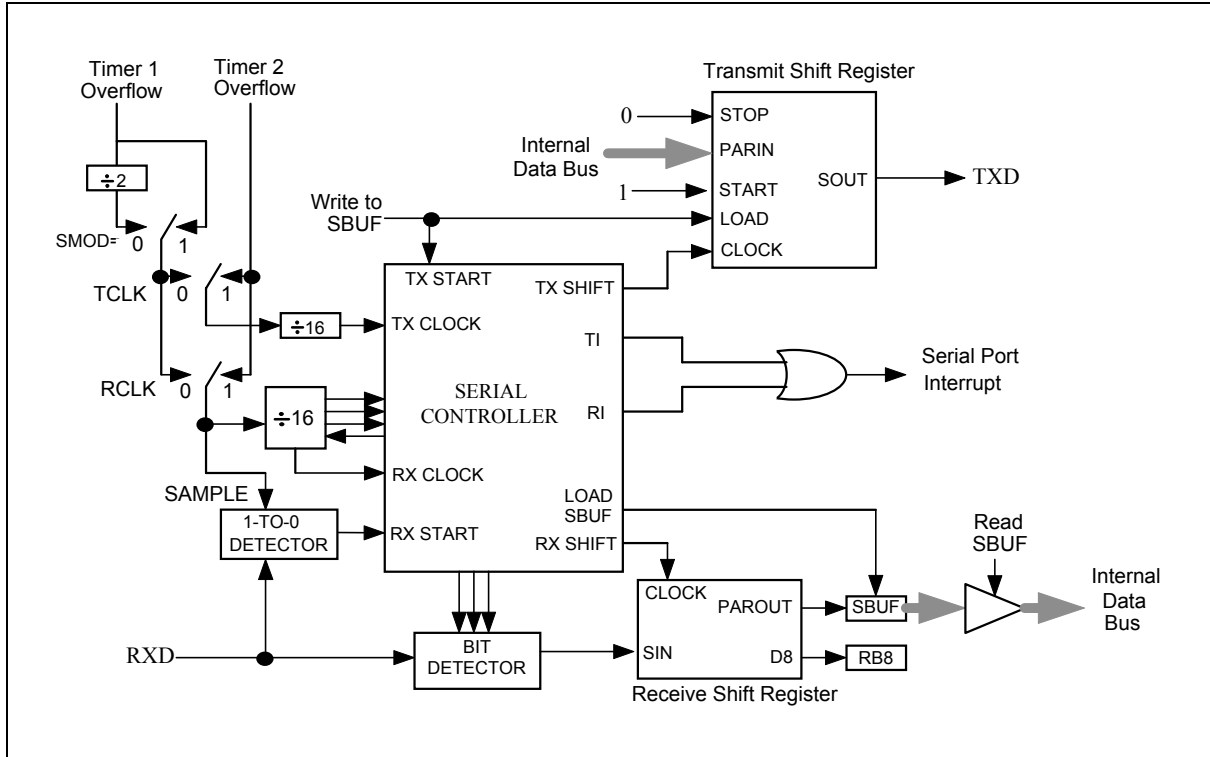 Timer 1
Overflow
Timer 2
Overflow
÷2
SMOD=
0
1
TCLK
0
1
RCLK
0
1
÷16
÷16
SAMPLE
1-TO-0
DETECTOR
RXD
Write to
SBUF
TX START
TX CLOCK
SERIAL
CONTROLLER
RX CLOCK
RX START
TX SHIFT
TI
RI
LOAD
SBUF
RX SHIFT
BIT
DETECTOR
Transmit Shift Register
0
Internal
Data Bus
1
STOP
PARIN
START
LOAD
CLOCK
SOUT
TXD
Serial Port
Interrupt
CLOCK
PAROUT
SIN
D8
Receive Shift Register
SBUF
RB8
Read
SBUF
Internal
Data
Bus